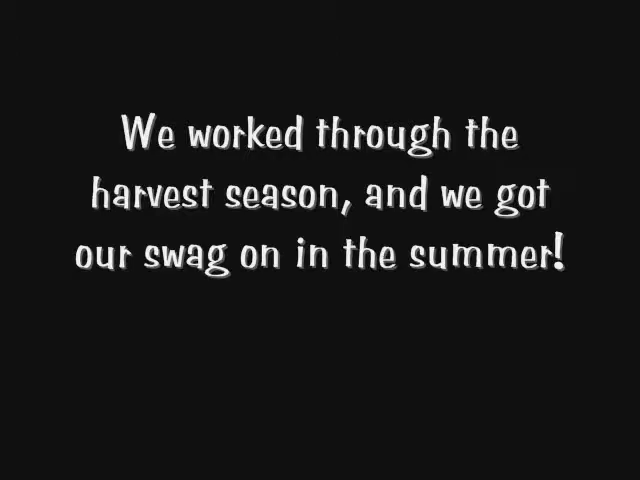 We worked through the
harvest season, and we got
our swag on in the summer!